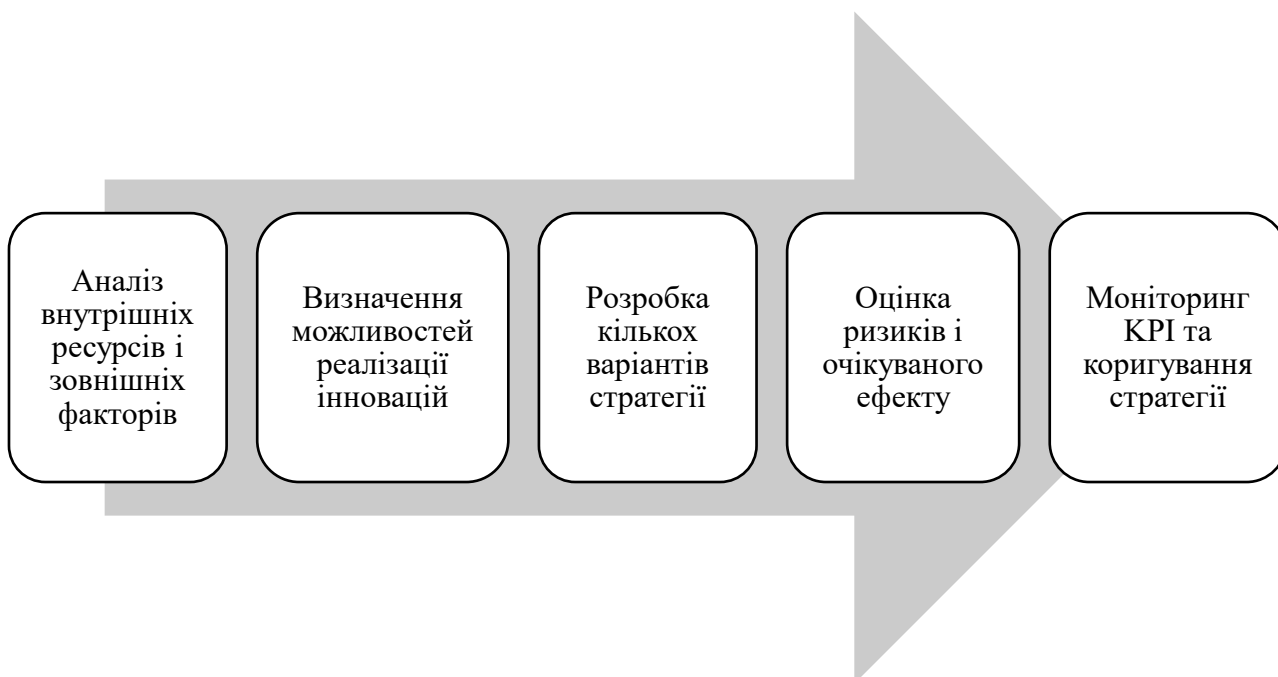 Аналіз
внутрішніх
ресурсів і
зовнішніх
факторів
Визначення
можливостей
реалізації
інновацій
Розробка
кількох
варіантів
стратегії
Оцінка
ризиків і
очікуваного
ефекту
Моніторинг
KPI та
коригування
стратегії